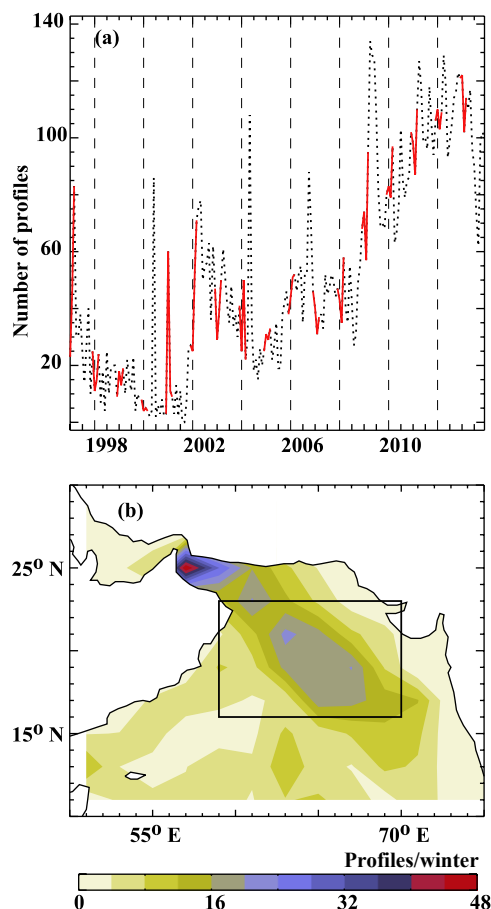 140
(a)
100
60
20
Number of profiles
1998 2002 2006 2010
(b)
25° N
15° N
55° E 70° E
Profiles/winter
0 16 32 48